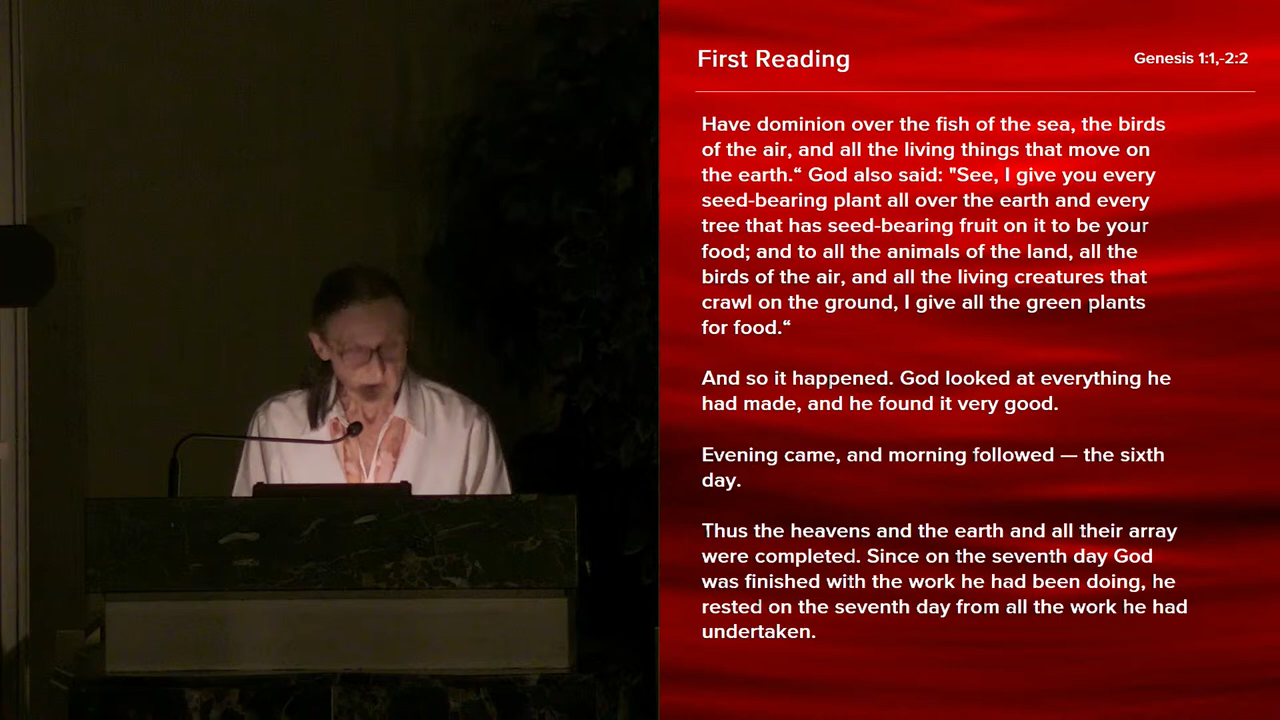 First Reading
Genesis 1:1,-2:2
Have dominion over the fish of the sea, the birds
of the air, and all the living things that move on
the earth.“ God also said: "See, I give you every
seed-bearing plant all over the earth and every
tree that has seed-bearing fruit on it to be your
food; and to all the animals of the land, all the
birds of the air, and all the living creatures that
crawl on the ground, I give all the green plants
for food.“
And so it happened. God looked at everything he
had made, and he found it very good.
Evening came, and morning followed — the sixth
day.
Thus the heavens and the earth and all their array
were completed. Since on the seventh day God
was finished with the work he had been doing, he
rested on the seventh day from all the work he had
undertaken.